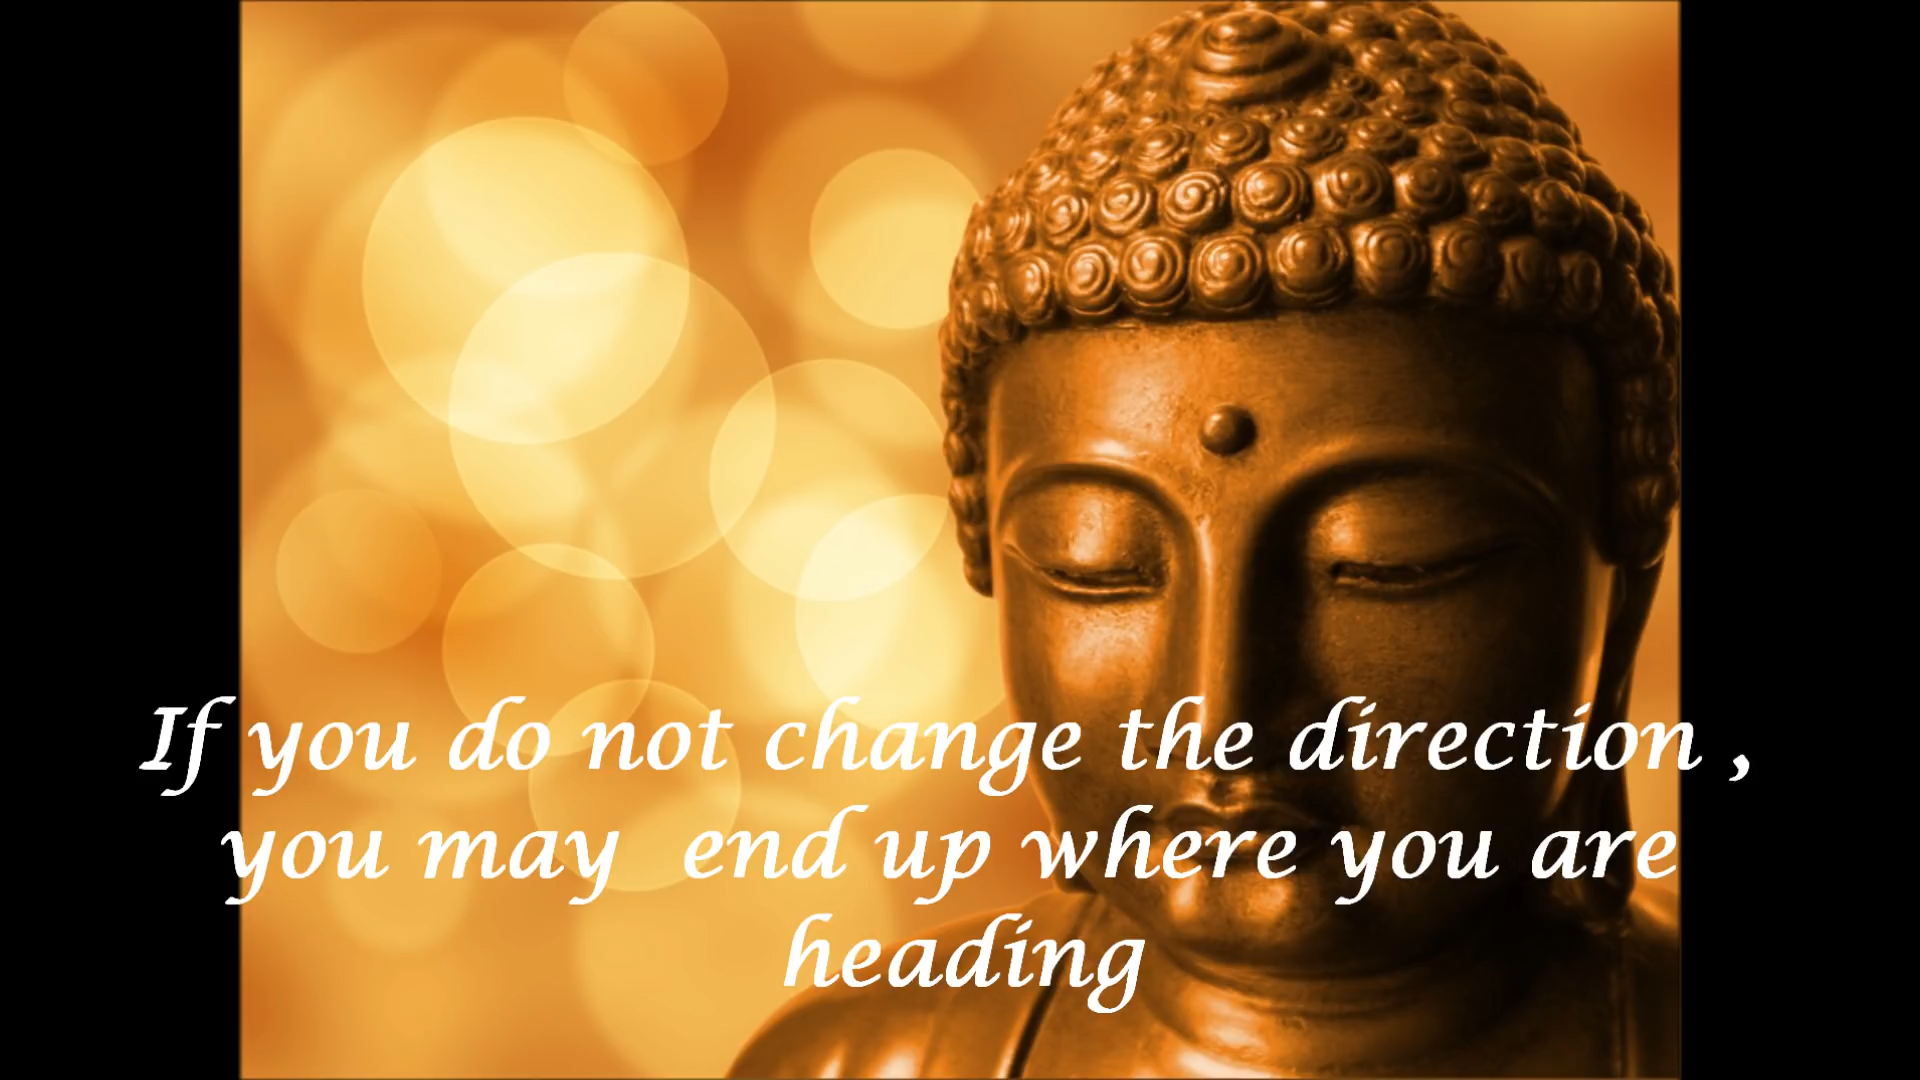 If you do not change the direction ,
you may  end up where you are
heading